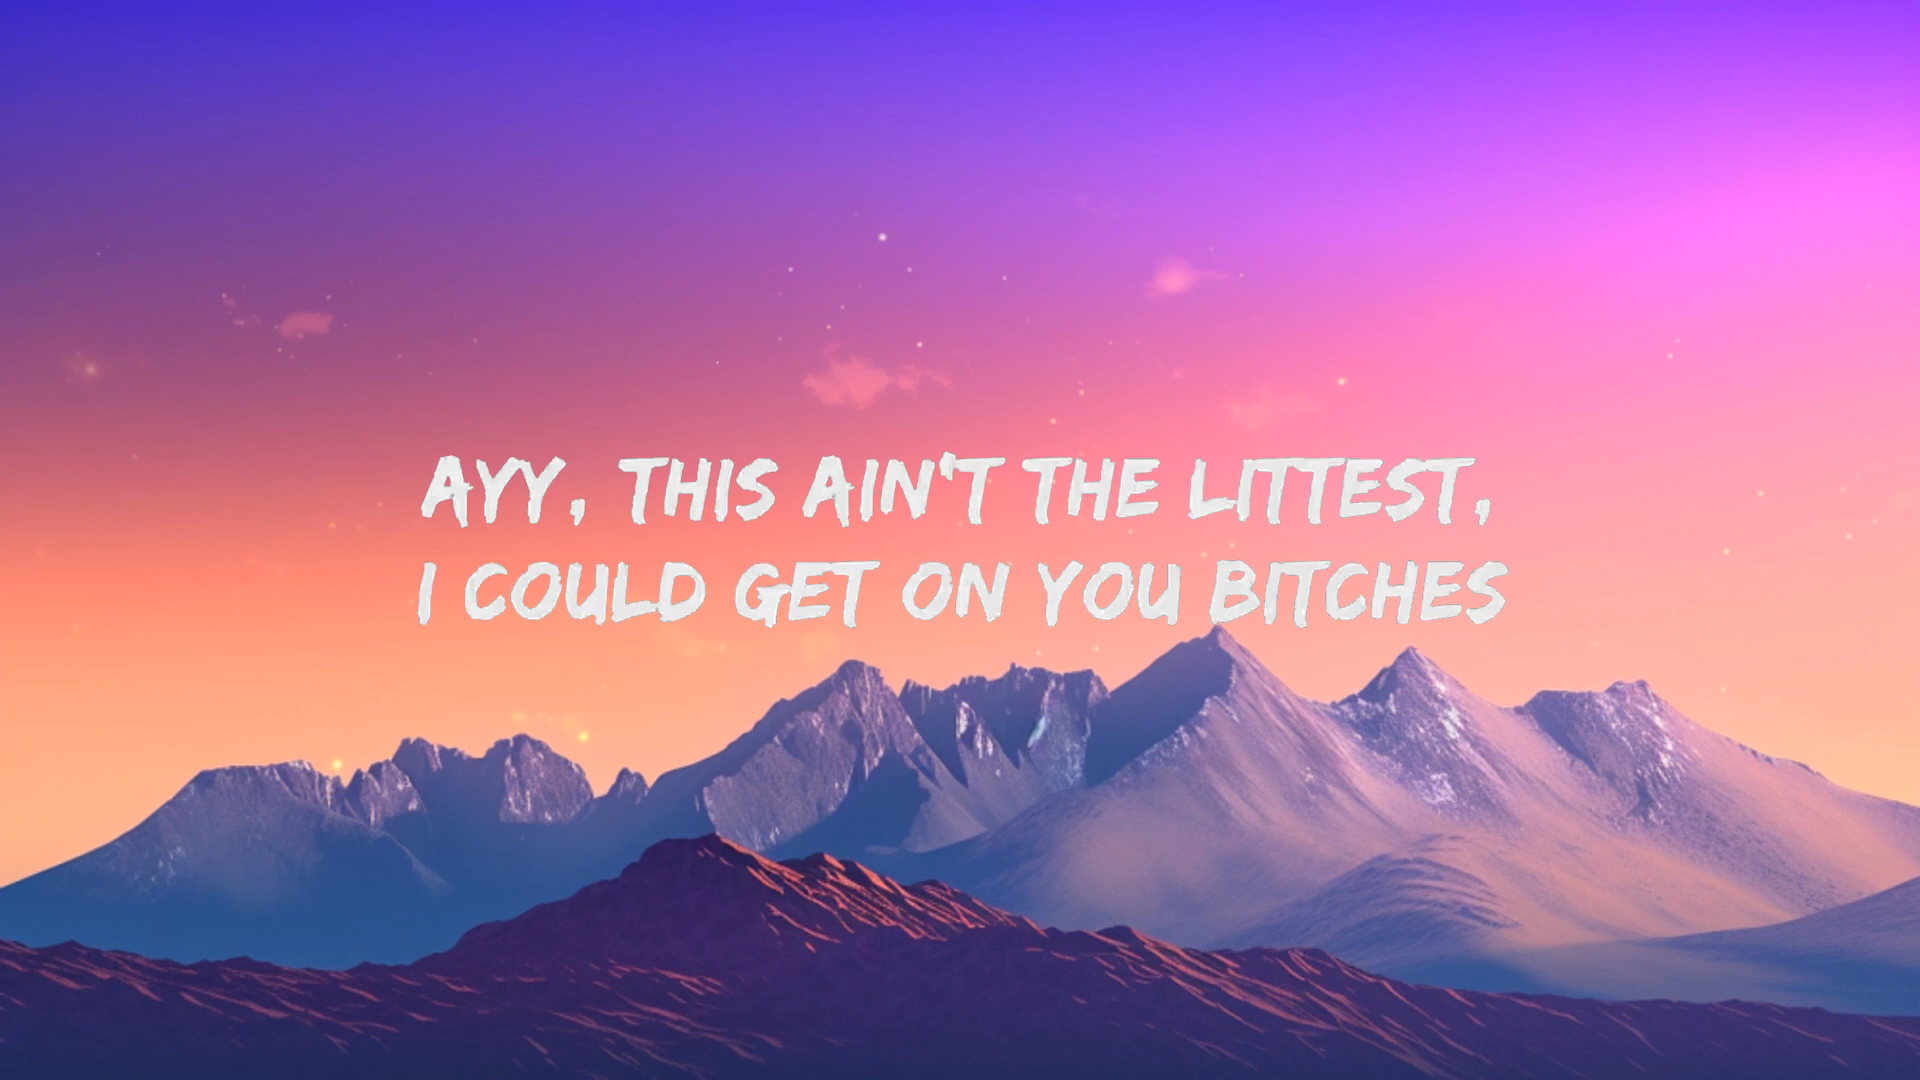 AYY, THIS AIN'T THE LITTEST,
I COULD GET ON YOU BITCHES